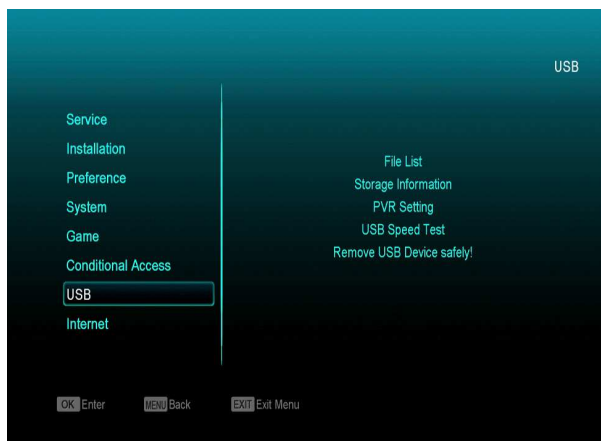 USB
Service
Installation
Preference
System
Game
Conditional Access
USB
Internet
File List
Storage Information
PVR Setting
USB Speed Test
Remove USB Device safely!
OK Enter MENU Back EXIT Exit Menu